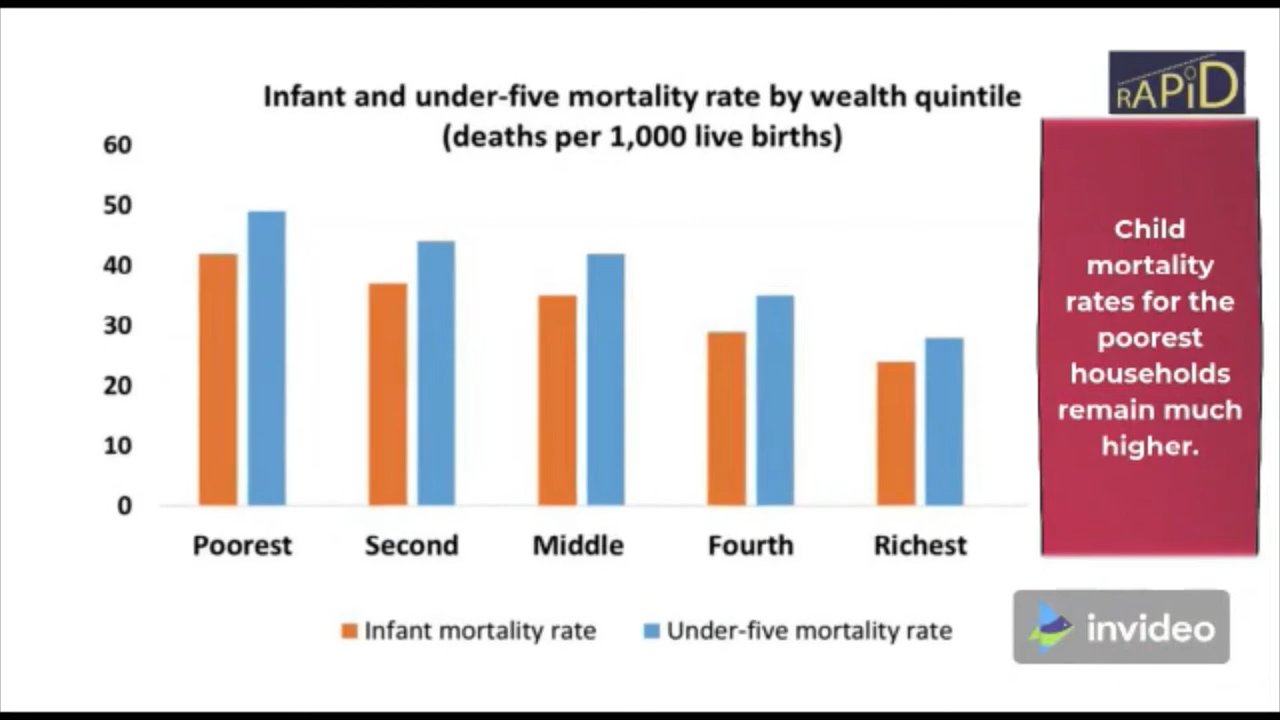 RAPiD
Infant and under-five mortality rate by wealth quintile
(deaths per 1,000 live births)
60
50
40
30
20
10
0
Poorest Second Middle Fourth Richest
Infant mortality rate Under-five mortality rate
Child
mortality
rates for the
poorest
households
remain much
higher.
invideo